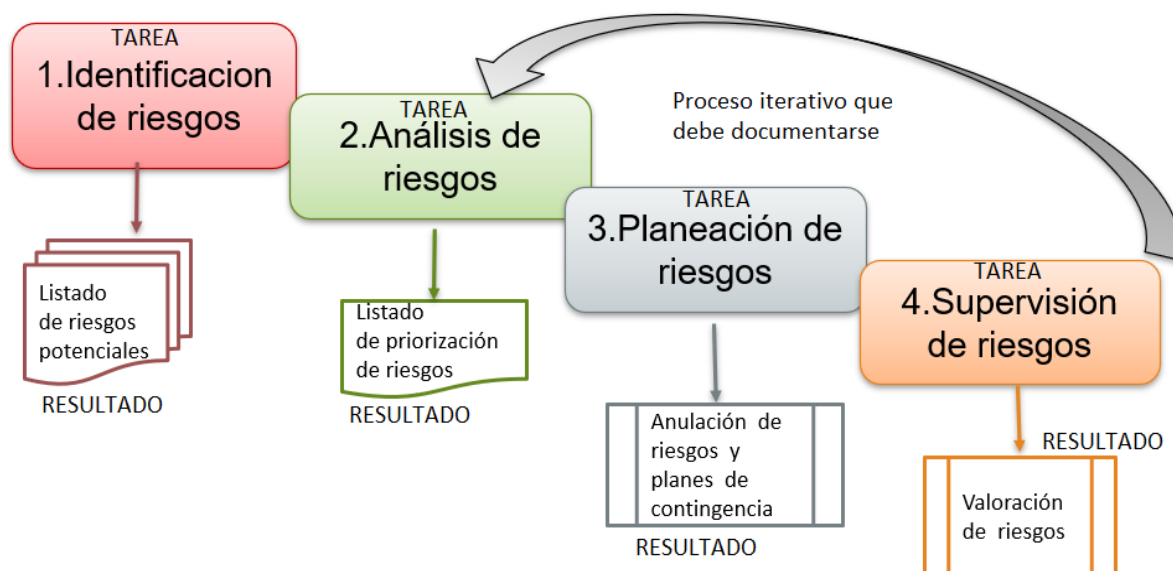 TAREA
1.Identificacion
de riesgos
Listado
de riesgos
potenciales
RESULTADO
TAREA
2.Análisis de
riesgos
Listado
de priorización
de riesgos
RESULTADO
Proceso iterativo que
debe documentarse
TAREA
3.Planeación de
riesgos
Anulación de
riesgos y
planes de
contingencia
RESULTADO
TAREA
4.Supervisión
de riesgos
RESULTADO
Valoración
de riesgos